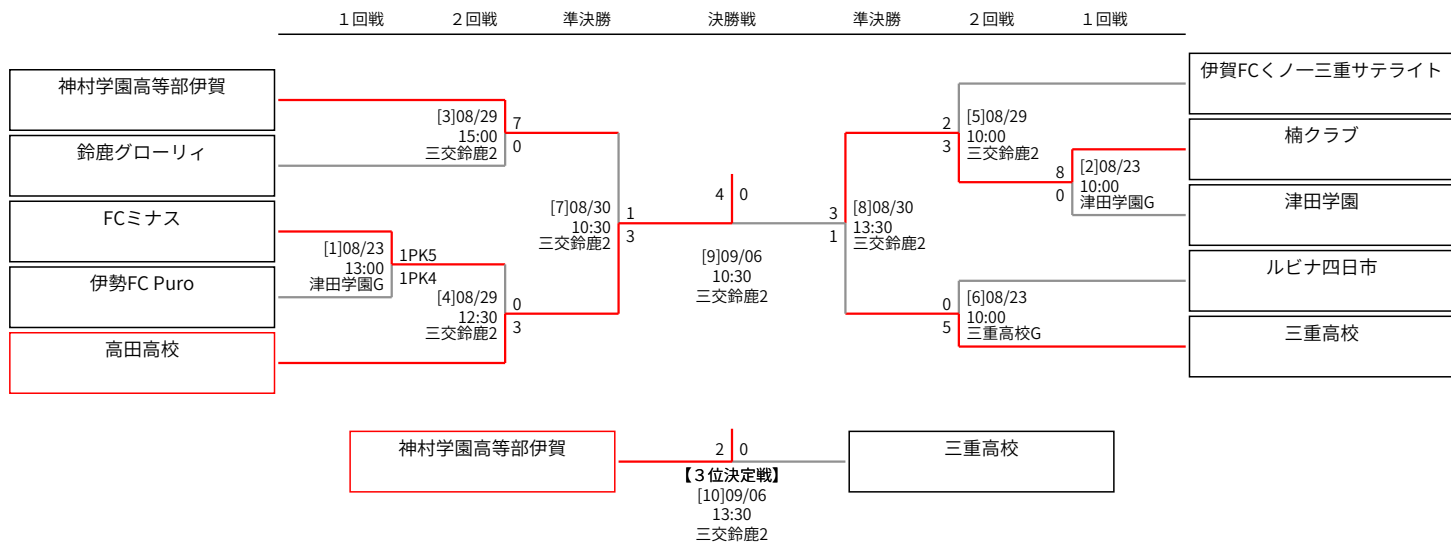 １回戦 ２回戦 準決勝 決勝戦 準決勝 ２回戦 １回戦
神村学園高等部伊賀
鈴鹿グローリィ
FCミナス
伊勢FC Puro
高田高校
[3]08/29
15:00
三交鈴鹿2
7
0
[1]08/23
13:00
津田学園G
1PK5
1PK4
[4]08/29
12:30
三交鈴鹿2
0
3
[7]08/30
10:30
三交鈴鹿2
1
3
4 0
[9]09/06
10:30
三交鈴鹿2
3
1
[8]08/30
13:30
三交鈴鹿2
2
3
[5]08/29
10:00
三交鈴鹿2
8
0
[2]08/23
10:00
津田学園G
0
5
[6]08/23
10:00
三重高校G
伊賀FCくノ一三重サテライト
楠クラブ
津田学園
ルビナ四日市
三重高校
神村学園高等部伊賀
2 0
三重高校
【３位決定戦】
[10]09/06
13:30
三交鈴鹿2